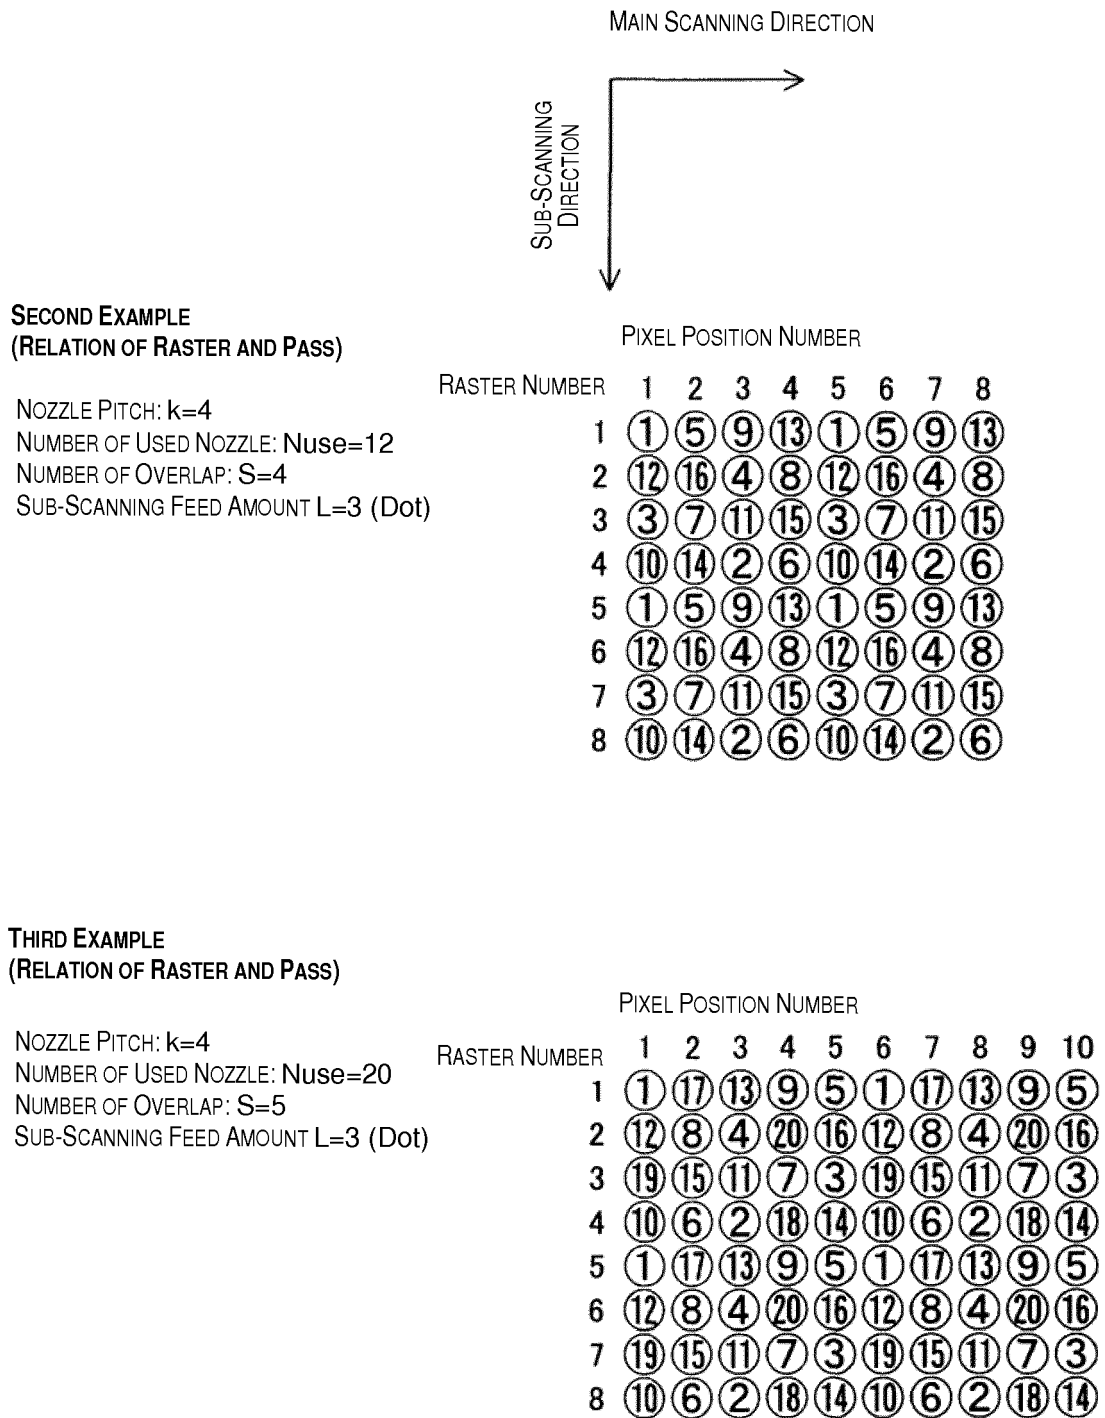 MAIN SCANNING DIRECTION
SUB-SCANNING
DIRECTION
SECOND EXAMPLE
(RELATION OF RASTER AND PASS)
NOZZLE PITCH: k=4
NUMBER OF USED NOZZLE: Nuse=12
NUMBER OF OVERLAP: S=4
SUB-SCANNING FEED AMOUNT L=3 (Dot)
PIXEL POSITION NUMBER
RASTER NUMBER 1 2 3 4 5 6 7 8
1 ① ⑤ ⑨ ⑬ ① ⑤ ⑨ ⑬
2 ⑫ ⑯ ④ ⑧ ⑫ ⑯ ④ ⑧
3 ③ ⑦ ⑪ ⑮ ③ ⑦ ⑪ ⑮
4 ⑩ ⑭ ② ⑥ ⑩ ⑭ ② ⑥
5 ① ⑤ ⑨ ⑬ ① ⑤ ⑨ ⑬
6 ⑫ ⑯ ④ ⑧ ⑫ ⑯ ④ ⑧
7 ③ ⑦ ⑪ ⑮ ③ ⑦ ⑪ ⑮
8 ⑩ ⑭ ② ⑥ ⑩ ⑭ ② ⑥
THIRD EXAMPLE
(RELATION OF RASTER AND PASS)
NOZZLE PITCH: k=4
NUMBER OF USED NOZZLE: Nuse=20
NUMBER OF OVERLAP: S=5
SUB-SCANNING FEED AMOUNT L=3 (Dot)
PIXEL POSITION NUMBER
RASTER NUMBER 1 2 3 4 5 6 7 8 9 10
1 ① ⑰ ⑬ ⑨ ⑤ ① ⑰ ⑬ ⑨ ⑤
2 ⑫ ⑧ ④ ⑳ ⑯ ⑫ ⑧ ④ ⑳ ⑯
3 ⑲ ⑮ ⑪ ⑦ ③ ⑲ ⑮ ⑪ ⑦ ③
4 ⑩ ⑥ ② ⑱ ⑭ ⑩ ⑥ ② ⑱ ⑭
5 ① ⑰ ⑬ ⑨ ⑤ ① ⑰ ⑬ ⑨ ⑤
6 ⑫ ⑧ ④ ⑳ ⑯ ⑫ ⑧ ④ ⑳ ⑯
7 ⑲ ⑮ ⑪ ⑦ ③ ⑲ ⑮ ⑪ ⑦ ③
8 ⑩ ⑥ ② ⑱ ⑭ ⑩ ⑥ ② ⑱ ⑭